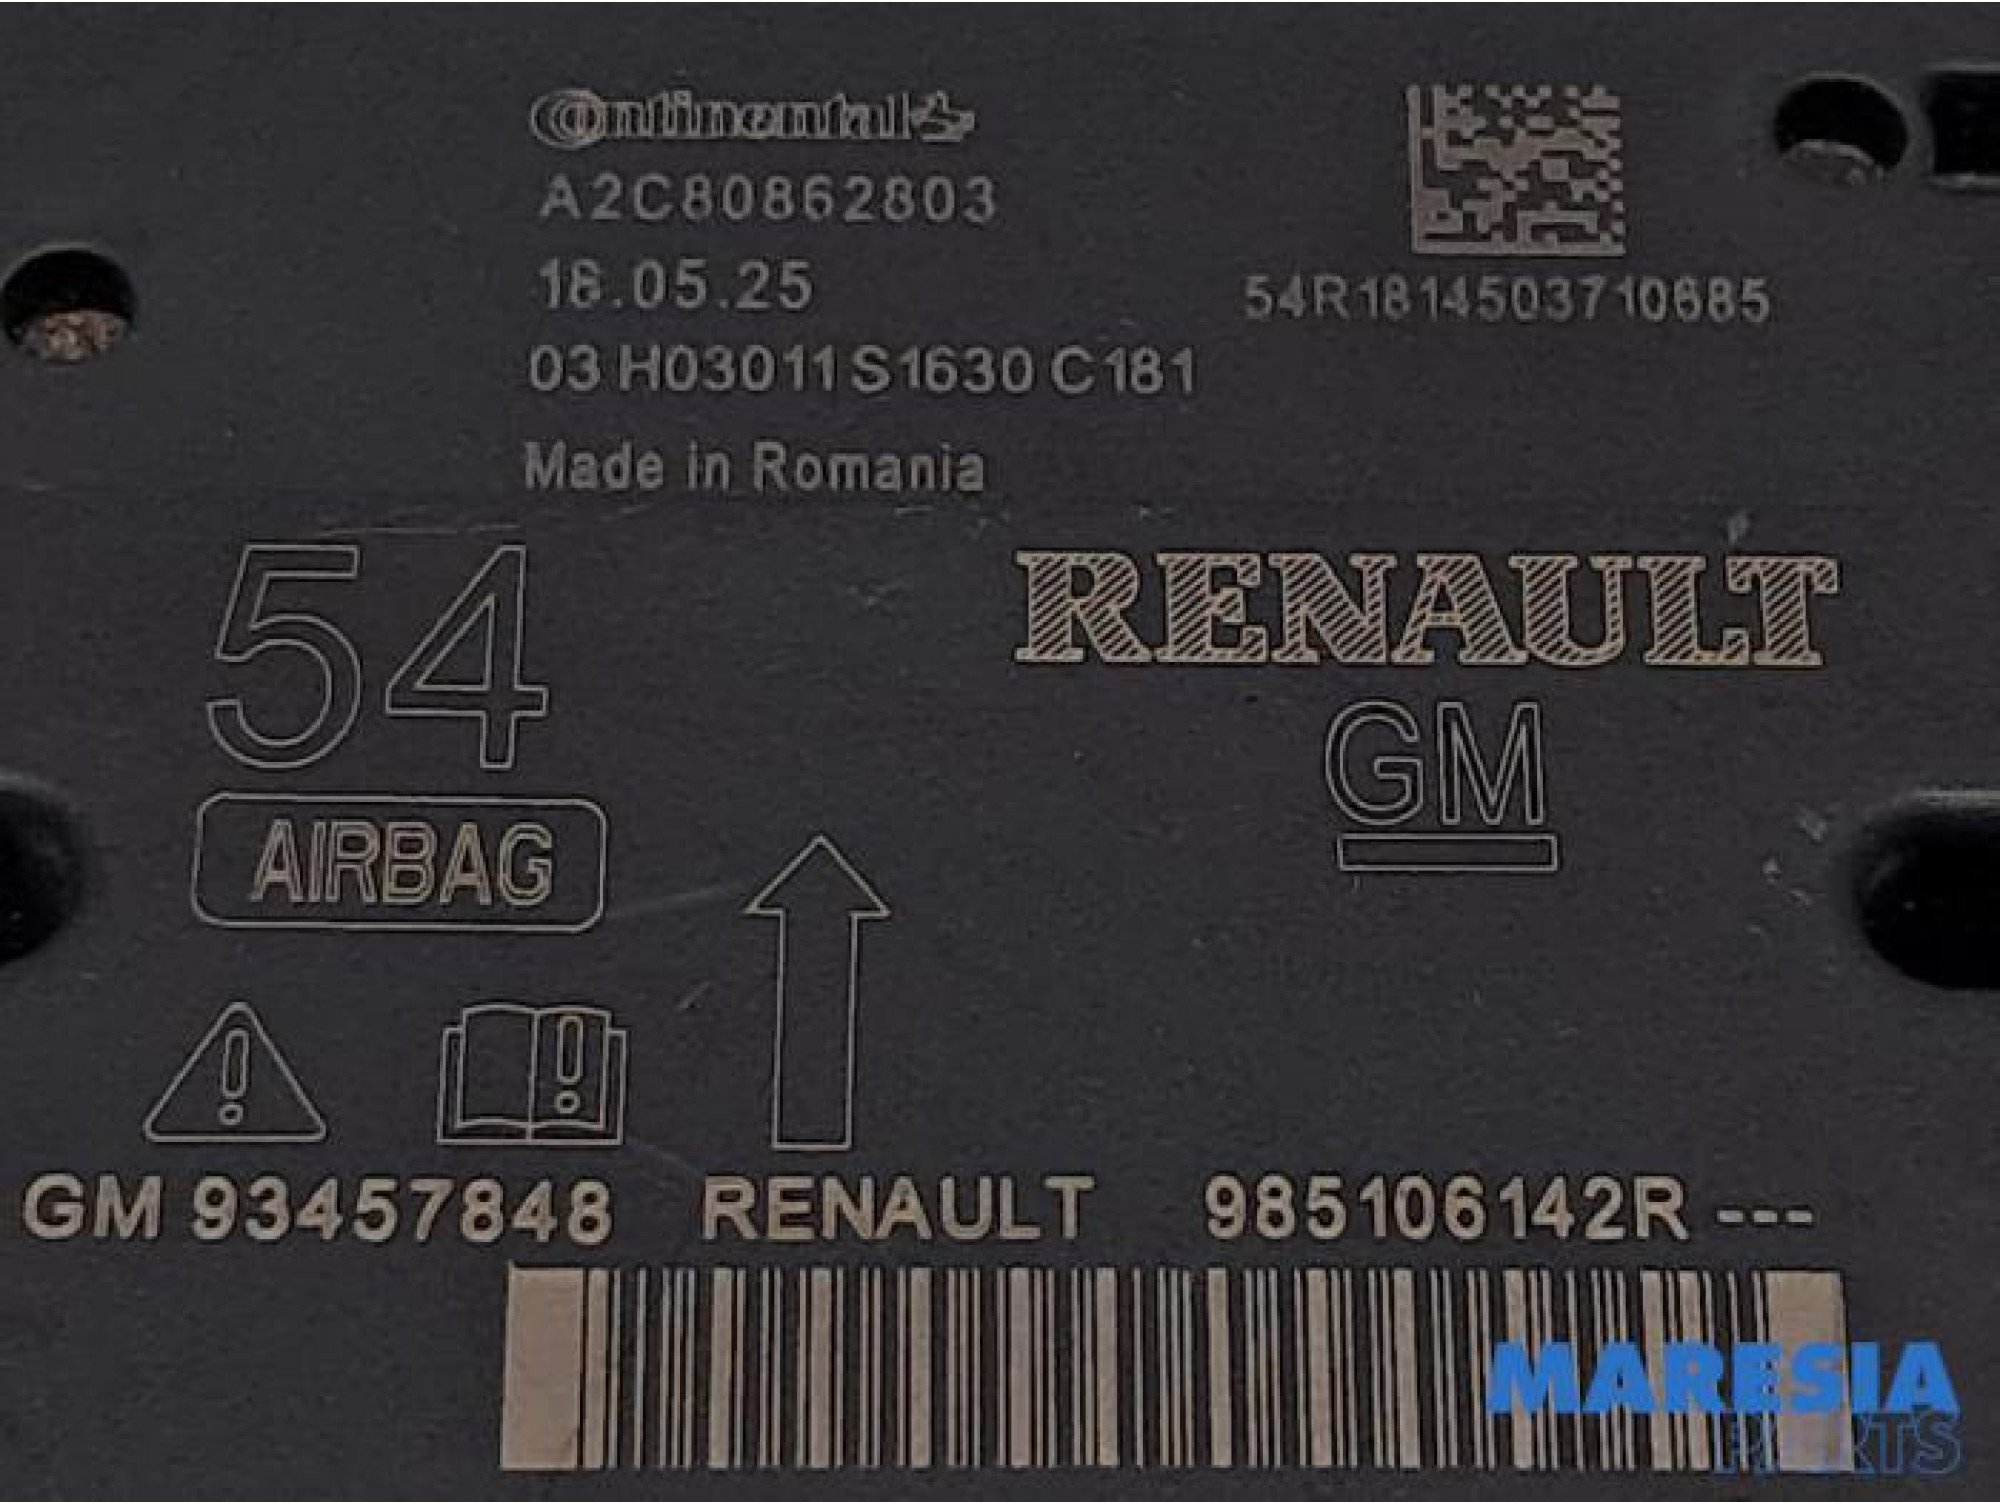 Continental
A2C80862803
18.05.25
03 H03011 S1630 C181
Made in Romania
54R1814503710685
54
RENAULT
GM
AIRBAG
GM 93457848 RENAULT 985106142R ---
MARESIA
PARTS